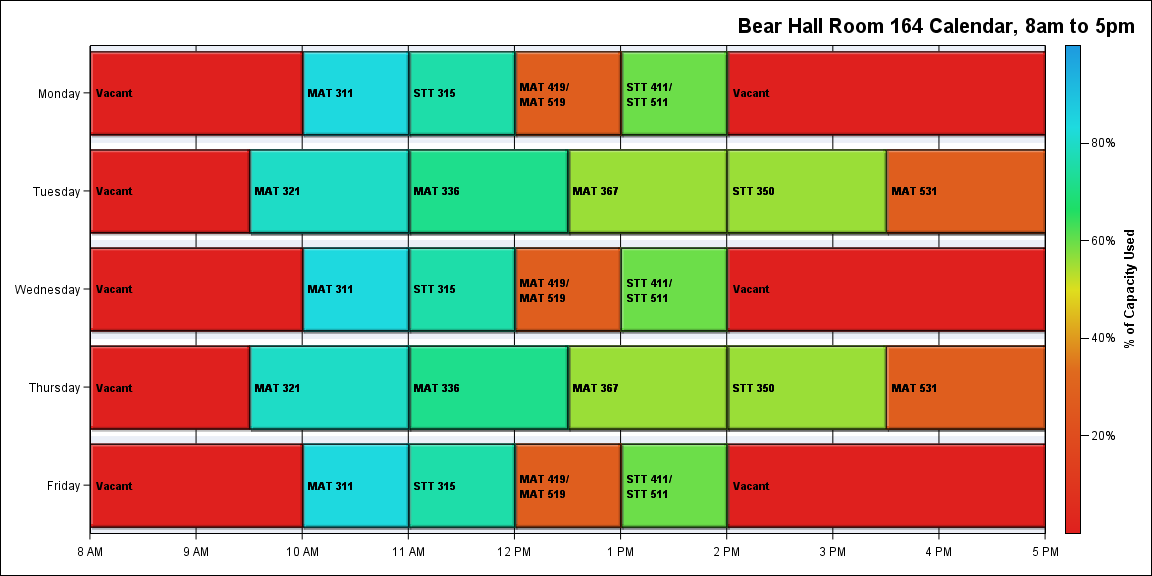 Bear Hall Room 164 Calendar, 8am to 5pm
Monday
Vacant
MAT 311
STT 315
MAT 419/
MAT 519
STT 411/
STT 511
Vacant
Tuesday
Vacant
MAT 321
MAT 336
MAT 367
STT 350
MAT 531
Wednesday
Vacant
MAT 311
STT 315
MAT 419/
MAT 519
STT 411/
STT 511
Vacant
Thursday
Vacant
MAT 321
MAT 336
MAT 367
STT 350
MAT 531
Friday
Vacant
MAT 311
STT 315
MAT 419/
MAT 519
STT 411/
STT 511
Vacant
8 AM
9 AM
10 AM
11 AM
12 PM
1 PM
2 PM
3 PM
4 PM
5 PM
80%
60%
40%
20%
% of Capacity Used